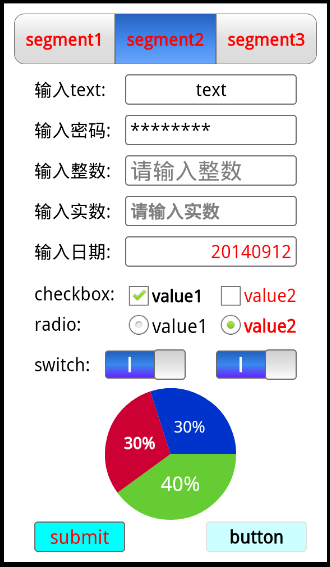 segment1 segment2 segment3
输入text: text
输入密码: ********
输入整数: 请输入整数
输入实数: 请输入实数
输入日期: 20140912
checkbox: value1 value2
radio: value1 value2
switch: I I
30% 30%
40%
submit button